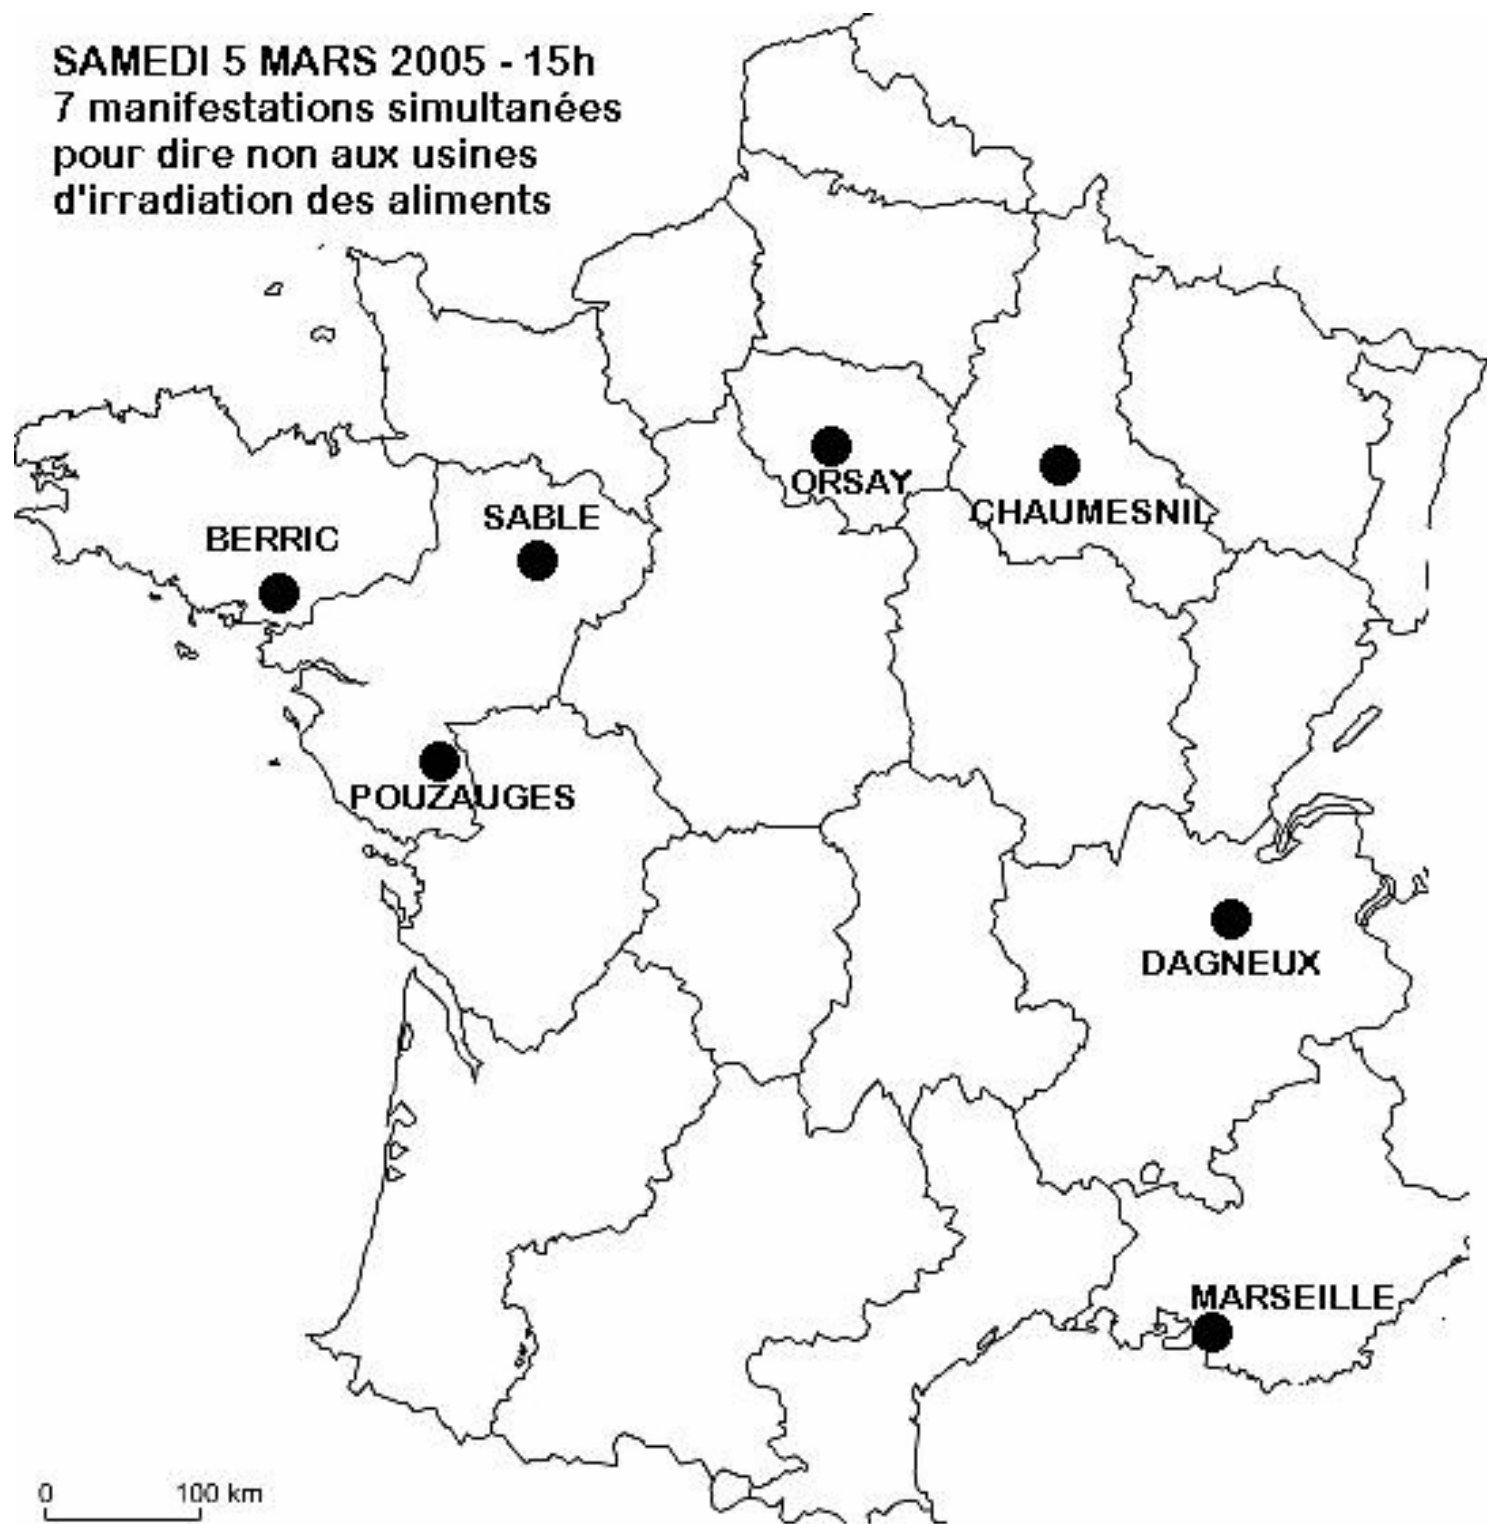 SAMEDI 5 MARS 2005 - 15h
7 manifestations simultanées
pour dire non aux usines
d'irradiation des aliments
ORSAY
CHAUMESNIL
SABLE
BERRIC
POUZAUGES
DAGNEUX
MARSEILLE
0 100 km